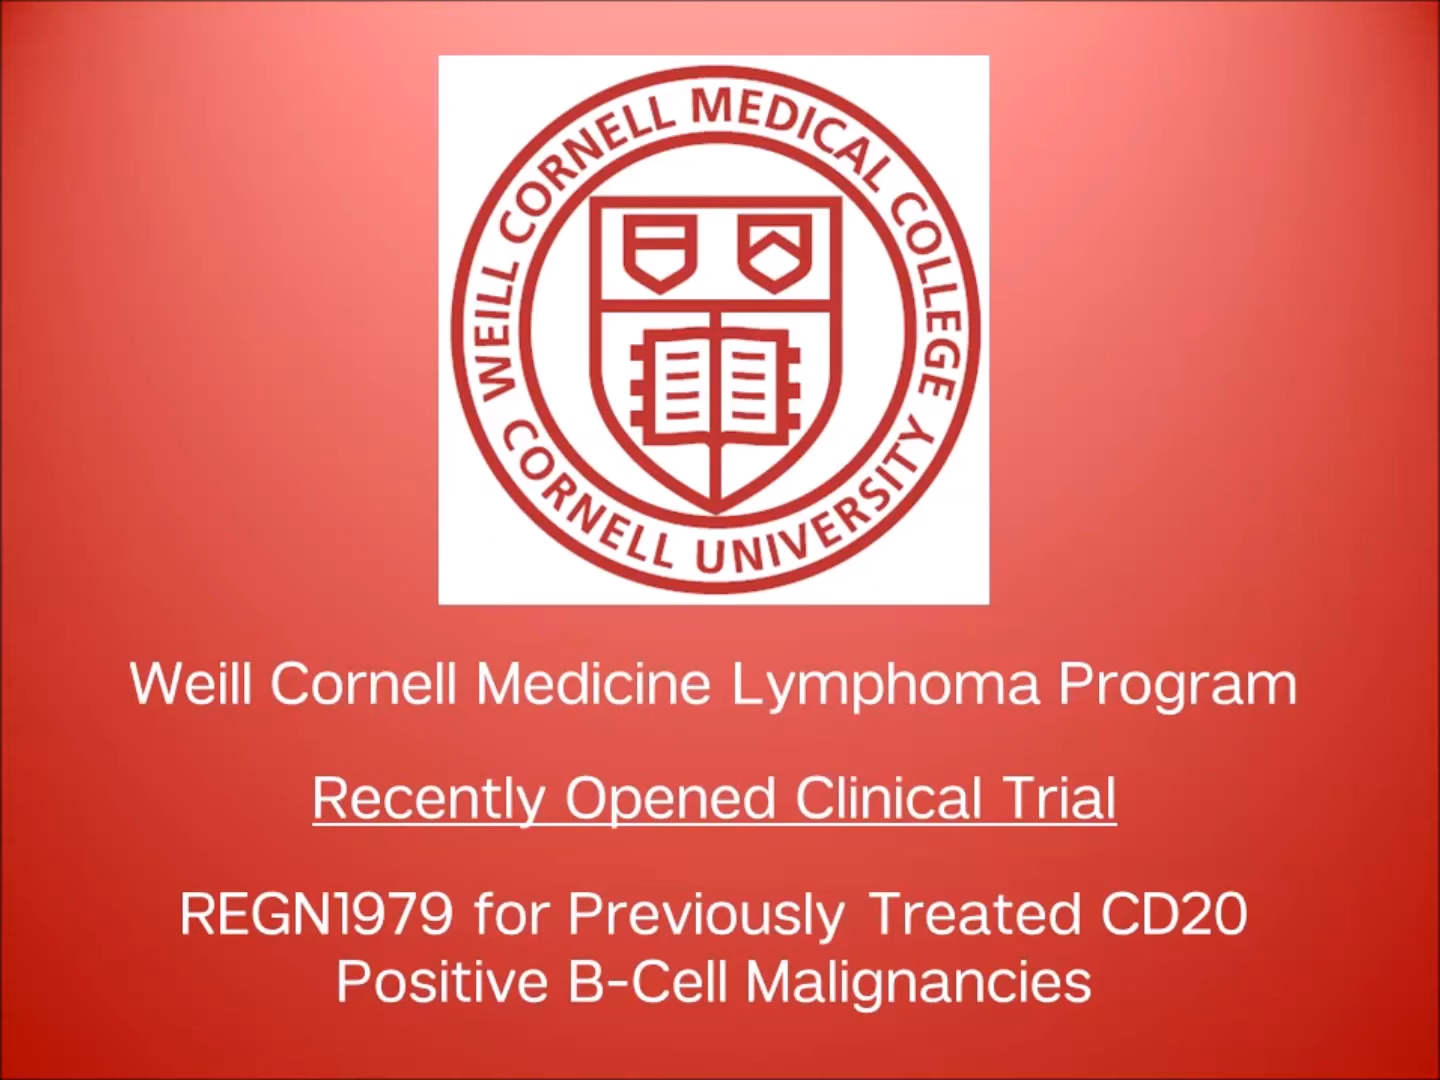 WEILL CORNELL MEDICAL COLLEGE
CORNELL UNIVERSITY
Weill Cornell Medicine Lymphoma Program
Recently Opened Clinical Trial
REGN1979 for Previously Treated CD20
Positive B-Cell Malignancies